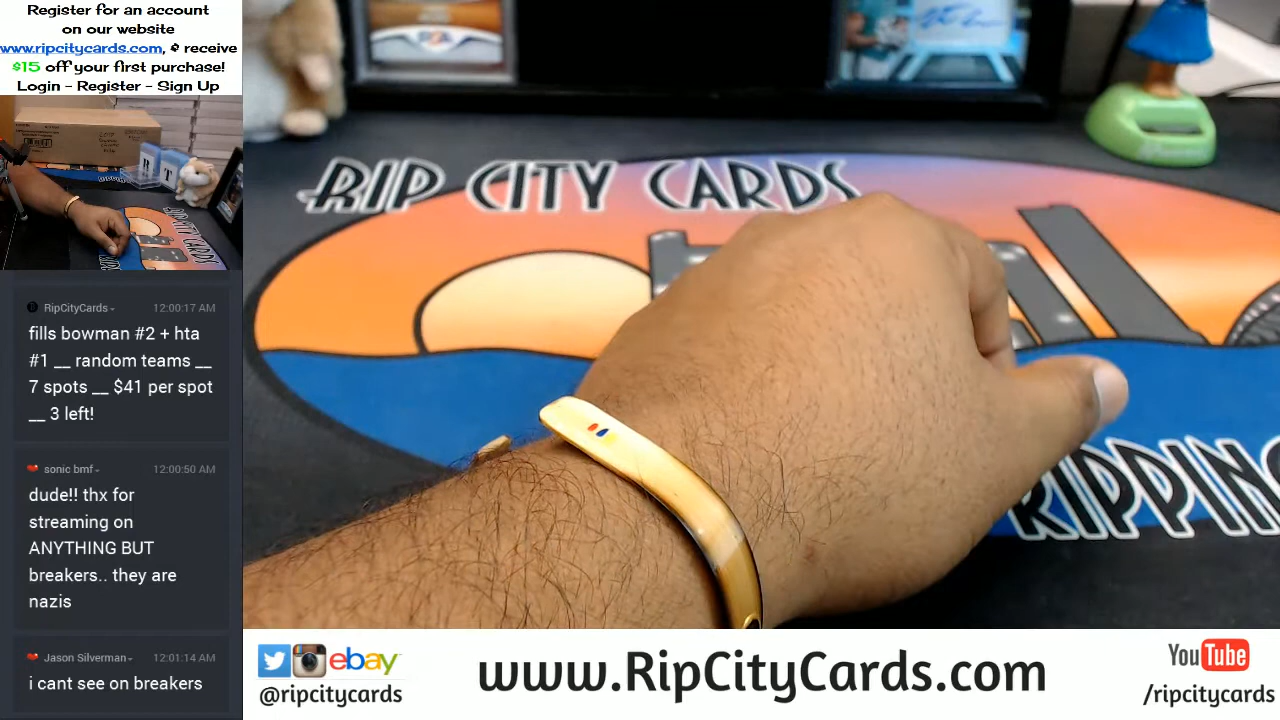 Register for an account
on our website
www.ripcitycards.com, & receive
$15 off your first purchase!
Login - Register - Sign Up
RIP CITY CARDS
R
T
RipCityCards
12:00:17 AM
fills bowman #2 + hta
#1 __ random teams __
7 spots __ $41 per spot
__ 3 left!
sonic bmf
12:00:50 AM
dude!! thx for
streaming on
ANYTHING BUT
breakers.. they are
nazis
Jason Silverman
12:01:14 AM
i cant see on breakers
RIPPING
ebay
@ripcitycards
www.RipCityCards.com
YouTube
/ripcitycards